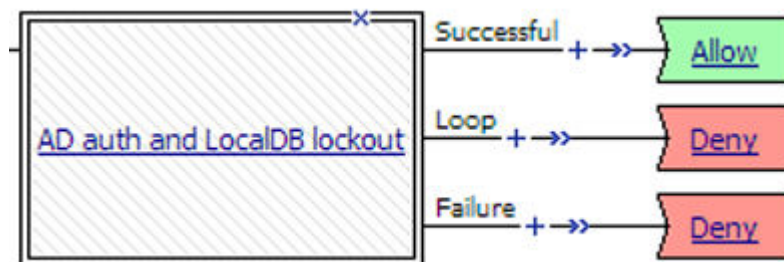 Successful
Allow
AD auth and LocalDB lockout
Loop
Deny
Failure
Deny